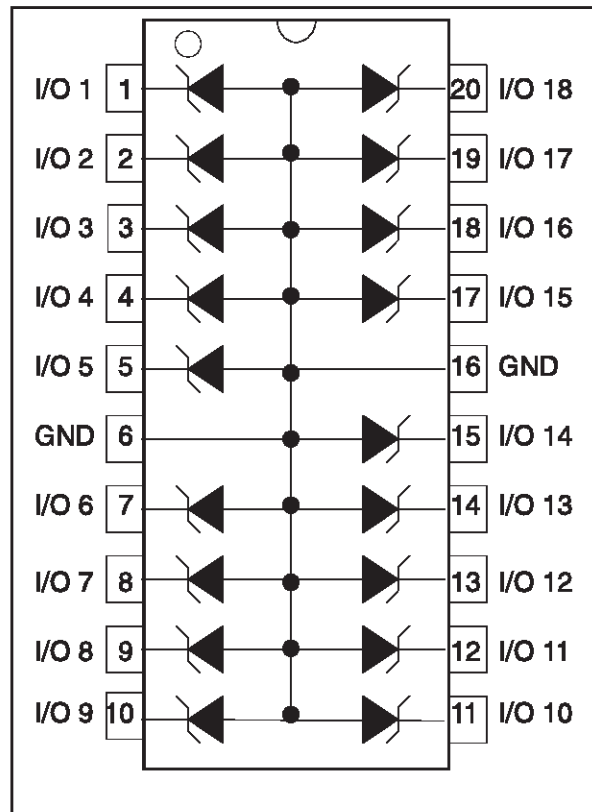 I/O 1 1 20 I/O 18
I/O 2 2 19 I/O 17
I/O 3 3 18 I/O 16
I/O 4 4 17 I/O 15
I/O 5 5 16 GND
GND 6 15 I/O 14
I/O 6 7 14 I/O 13
I/O 7 8 13 I/O 12
I/O 8 9 12 I/O 11
I/O 9 10 11 I/O 10